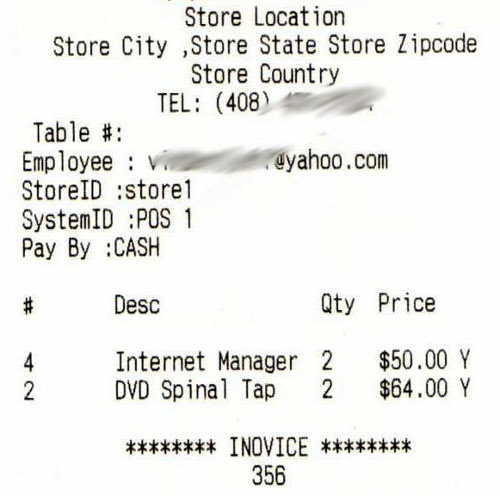 Store Location
Store City ,Store State Store Zipcode
Store Country
TEL: (408)
Table #:
Employee : @yahoo.com
StoreID :store1
SystemID :POS 1
Pay By :CASH
# Desc Qty Price
4 Internet Manager 2 $50.00 Y
2 DVD Spinal Tap 2 $64.00 Y
******** INOVICE ********
356